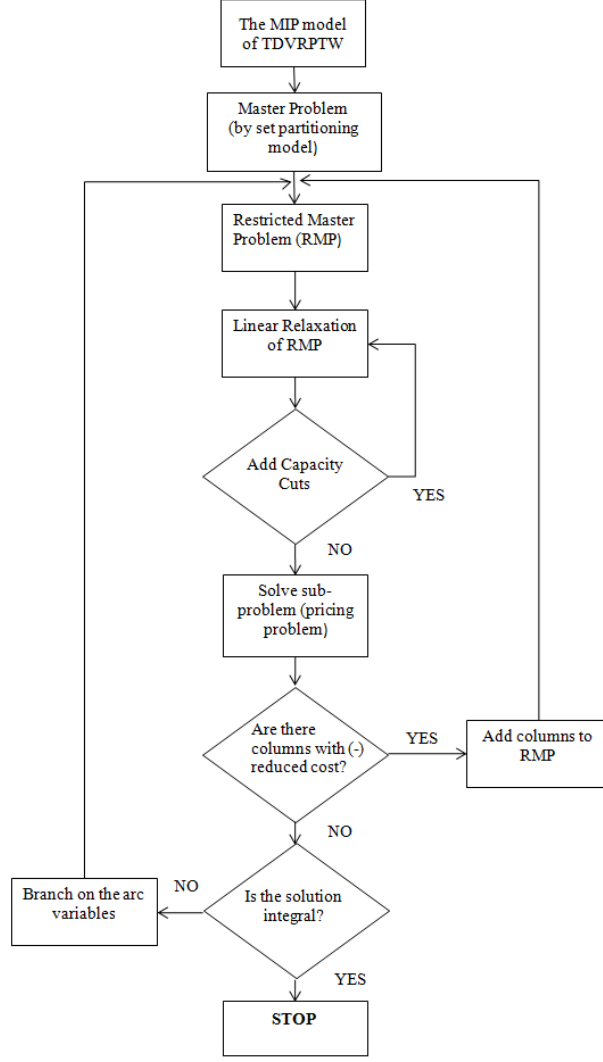 The MIP model
of TDVRPTW
Master Problem
(by set partitioning
model)
Restricted Master
Problem (RMP)
Linear Relaxation
of RMP
Add Capacity
Cuts
YES
NO
Solve sub-
problem (pricing
problem)
Are there
columns with (-)
reduced cost?
YES
Add columns to
RMP
NO
Is the solution
integral?
NO
Branch on the arc
variables
YES
STOP